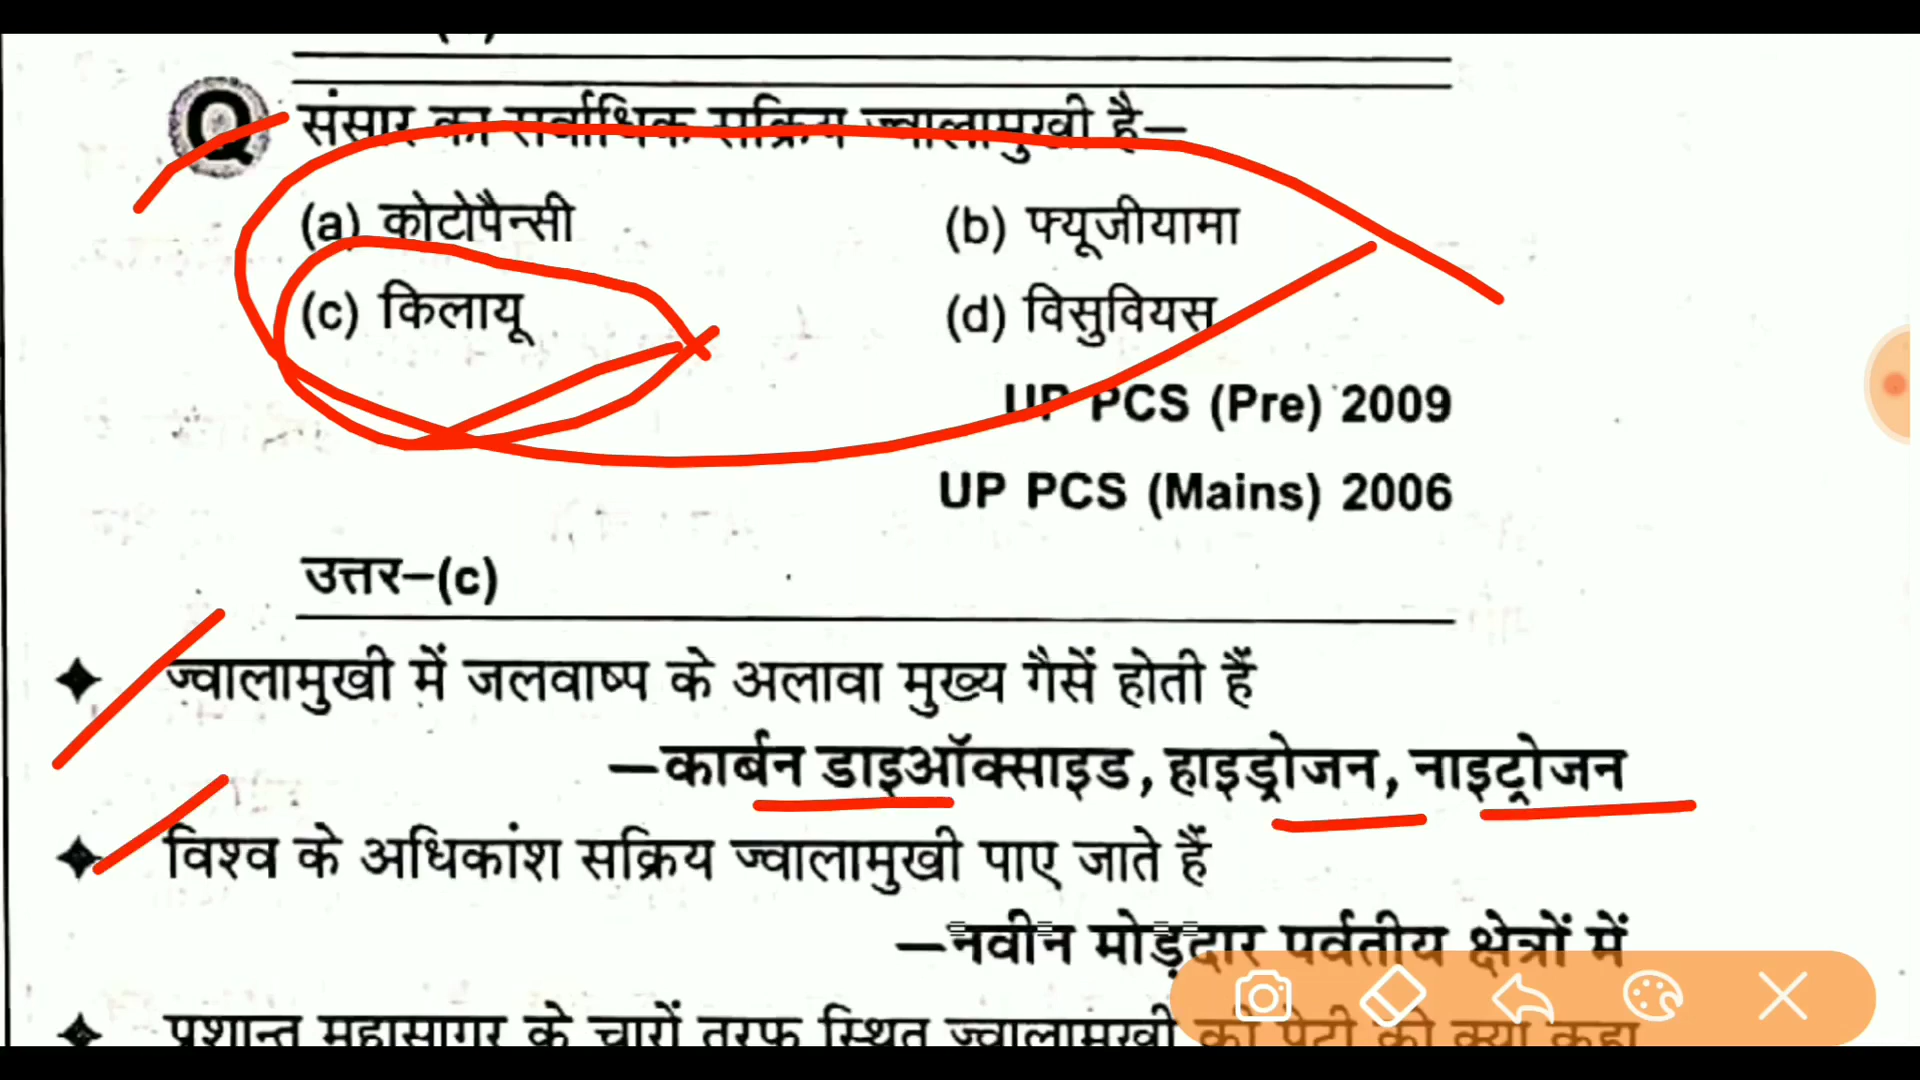 Q संसार का सर्वाधिक सक्रिय ज्वालामुखी है—
(a) कोटोपैन्सी (b) फ्यूजीयामा
(c) किलायू (d) विसुवियस
UP PCS (Pre) 2009
UP PCS (Mains) 2006
उत्तर–(c)
ज्वालामुखी में जलवाष्प के अलावा मुख्य गैसें होती हैं
—कार्बन डाइऑक्साइड, हाइड्रोजन, नाइट्रोजन
विश्व के अधिकांश सक्रिय ज्वालामुखी पाए जाते हैं
—नवीन मोड़दार पर्वतीय क्षेत्रों में
प्रशान्त महासागर के चारों तरफ स्थित ज्वालामुखी की पेटी को क्या कहा